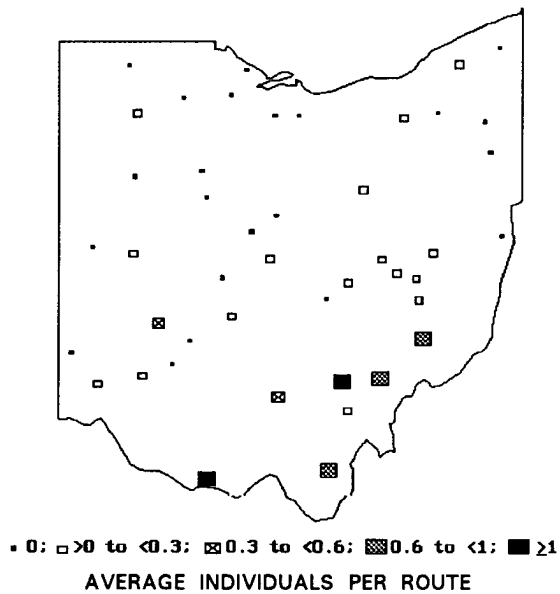 0; >0 to <0.3; 0.3 to <0.6; 0.6 to <1; ≥1
AVERAGE INDIVIDUALS PER ROUTE